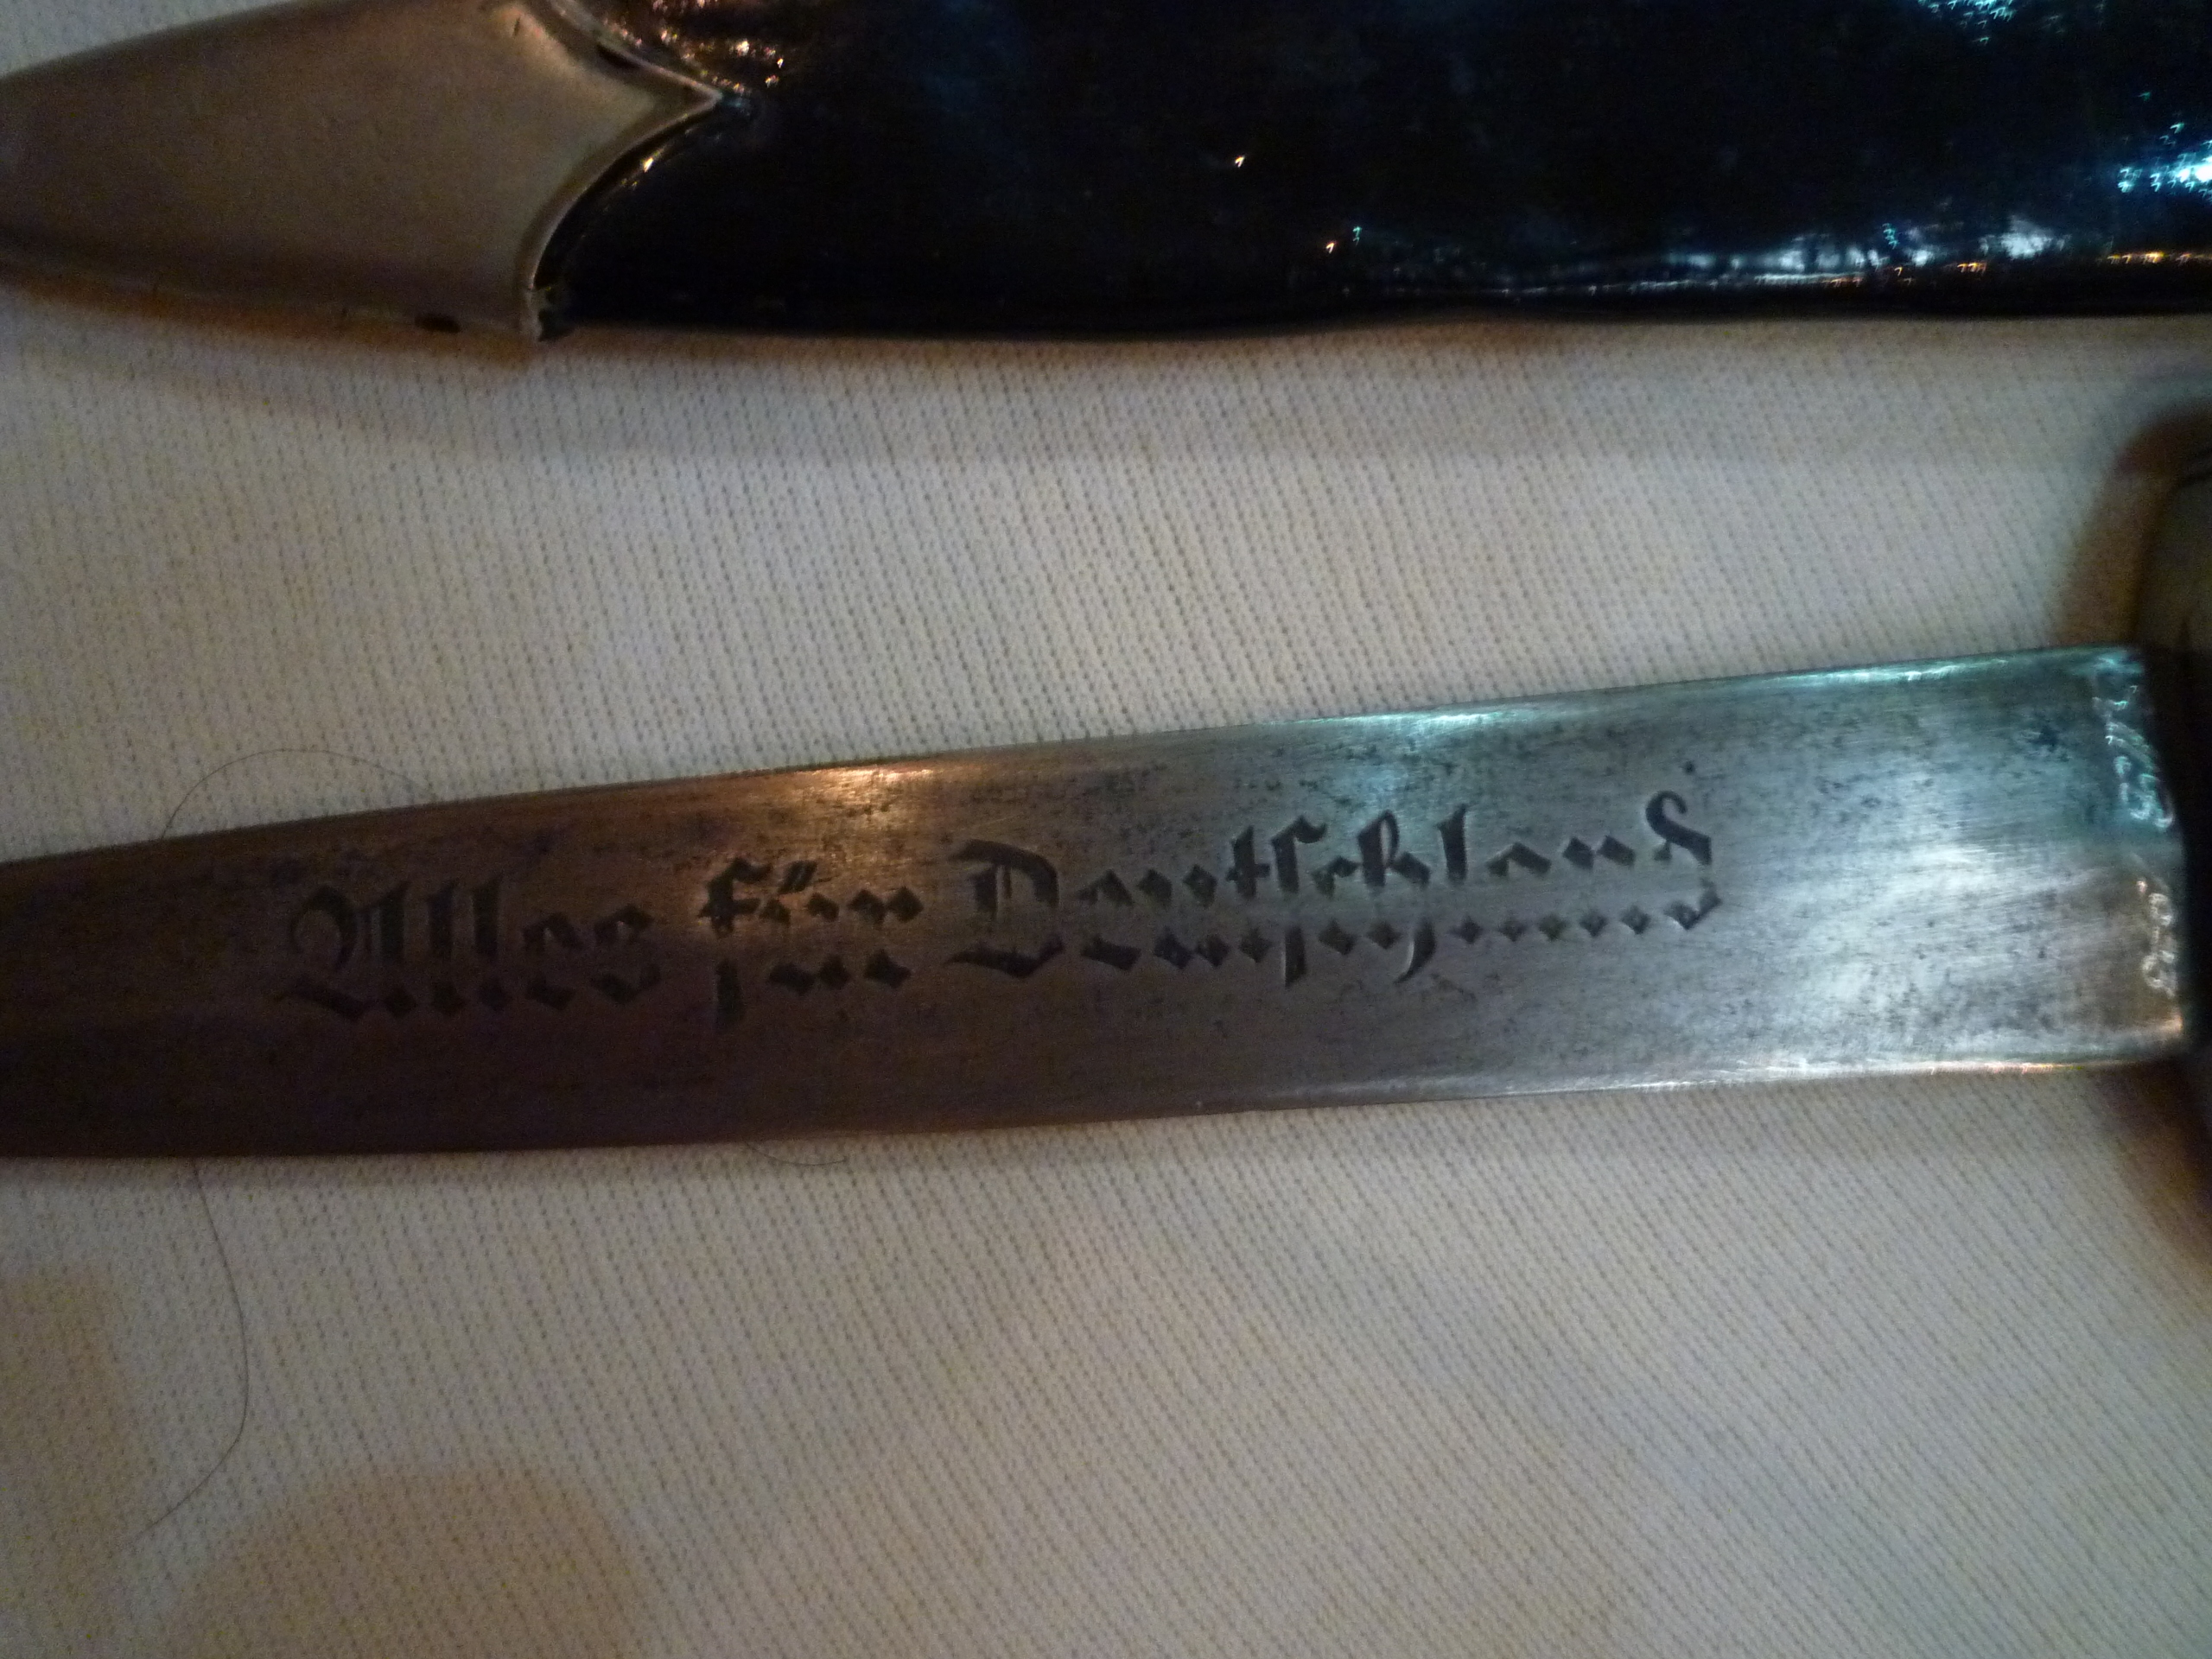 Alles für Deutschland